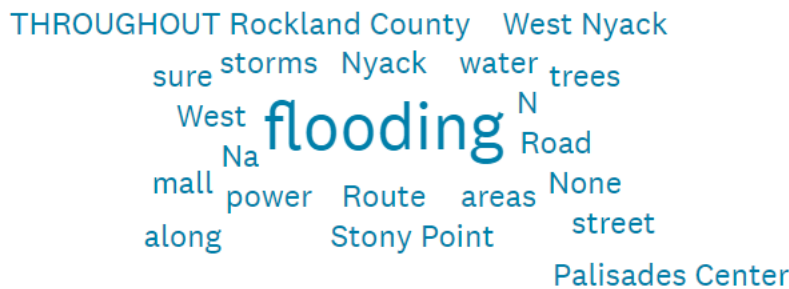 THROUGHOUT Rockland County West Nyack
sure storms Nyack water trees
West flooding N
Na Road
mall power Route areas None
along Stony Point street
Palisades Center